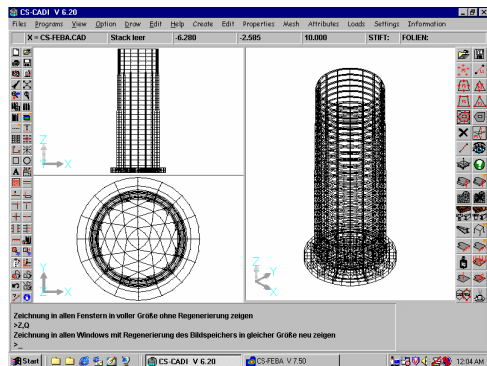 CS-CADI V 6.20
Files Programs View Option Draw Edit Help Create Edit Properties Mesh Attributes Loads Settings Information
X = CS-FEBA.CAD Stack leer -6.280 -2.585 10.000 STIFT: FOLIEN:
Z
X
Y
X
Z
Y
X
Zeichnung in allen Fenstern in voller Größe ohne Regenerierung zeigen
>Z,Q
Zeichnung in allen Windows mit Regenerierung des Bildspeichers in gleicher Größe neu zeigen
>_
Start CS-CADI V 6.20 CS-FEBA V 7.50 12:04 AM